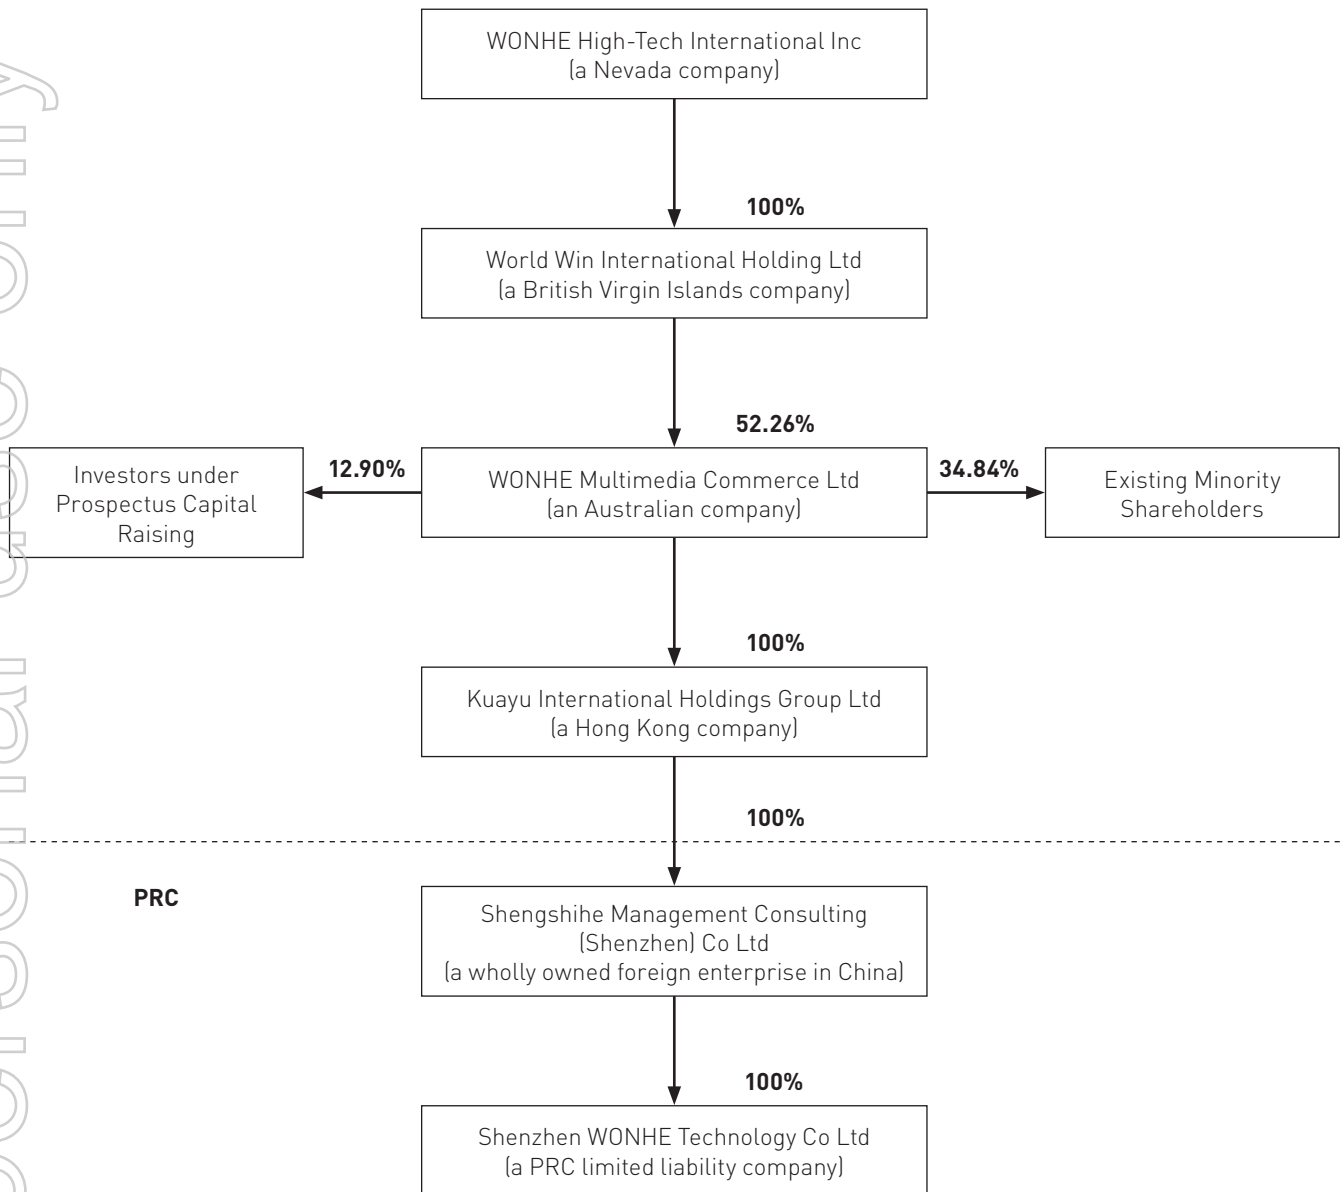 WONHE High-Tech International Inc
(a Nevada company)
100%
World Win International Holding Ltd
(a British Virgin Islands company)
52.26%
Investors under
Prospectus Capital
Raising
12.90%
WONHE Multimedia Commerce Ltd
(an Australian company)
34.84%
Existing Minority
Shareholders
100%
Kuayu International Holdings Group Ltd
(a Hong Kong company)
100%
PRC
Shengshihe Management Consulting
(Shenzhen) Co Ltd
(a wholly owned foreign enterprise in China)
100%
Shenzhen WONHE Technology Co Ltd
(a PRC limited liability company)